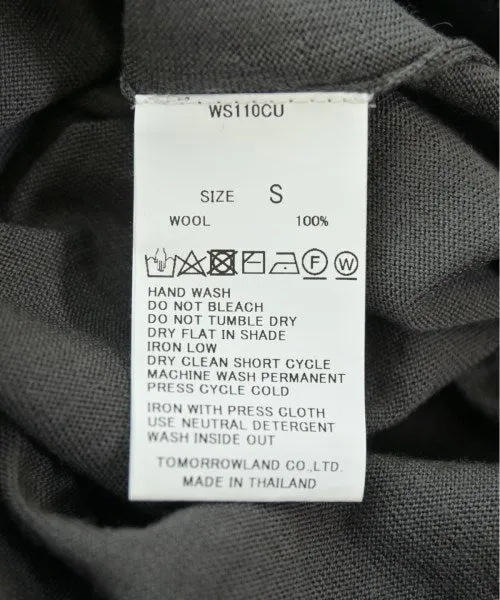 WS110CU
SIZE S
WOOL 100%
F W
HAND WASH
DO NOT BLEACH
DO NOT TUMBLE DRY
DRY FLAT IN SHADE
IRON LOW
DRY CLEAN SHORT CYCLE
MACHINE WASH PERMANENT
PRESS CYCLE COLD
IRON WITH PRESS CLOTH
USE NEUTRAL DETERGENT
WASH INSIDE OUT
TOMORROWLAND CO.,LTD.
MADE IN THAILAND